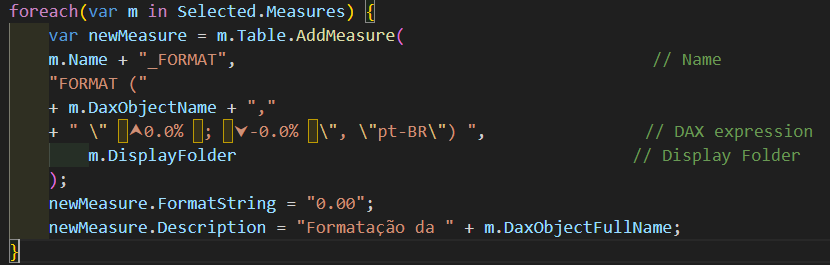 foreach(var m in Selected.Measures) {
var newMeasure = m.Table.AddMeasure(
m.Name + "_FORMAT", // Name
"FORMAT ("
+ m.DaxObjectName + ","
+ " \" ⮝0.0% ; ⮟-0.0% \", \"pt-BR\") ", // DAX expression
m.DisplayFolder // Display Folder
);
newMeasure.FormatString = "0.00";
newMeasure.Description = "Formatação da " + m.DaxObjectFullName;
}